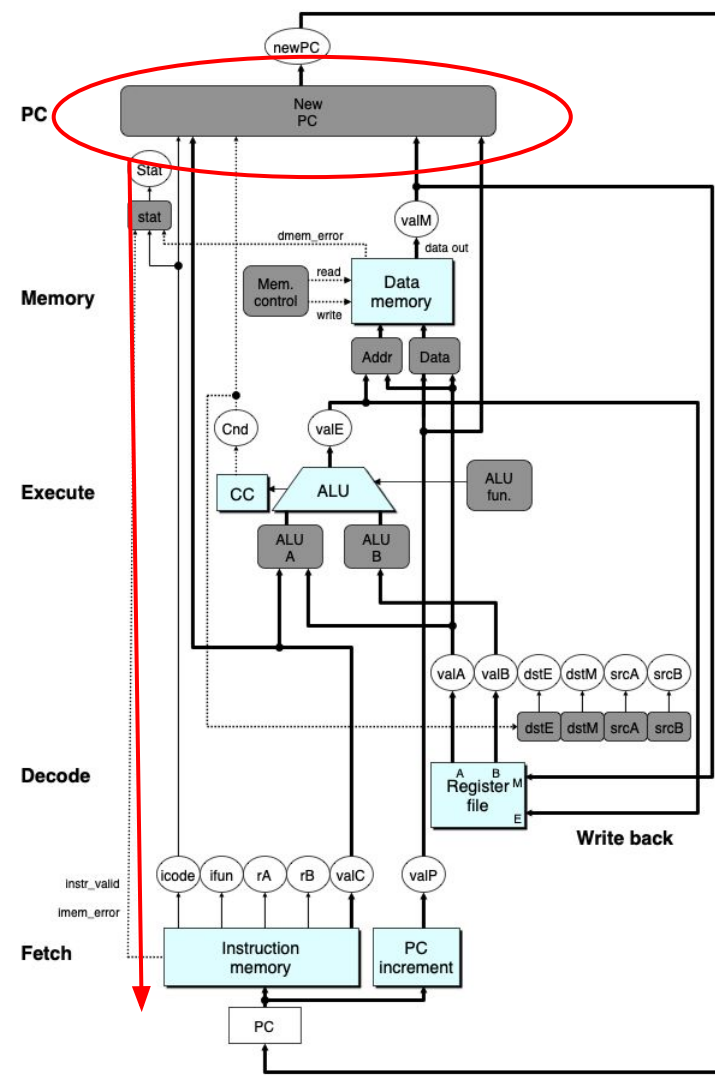 newPC
PC
New
PC
Stat
stat
valM
dmem_error
data out
Memory
Mem.
control
read
write
Data
memory
Addr
Data
Cnd
valE
Execute
CC
ALU
ALU
fun.
ALU
A
ALU
B
valA
valB
dstE
dstM
srcA
srcB
dstE
dstM
srcA
srcB
Decode
A
B
Register
file
M
E
Write back
instr_valid
imem_error
icode
ifun
rA
rB
valC
valP
Fetch
Instruction
memory
PC
increment
PC